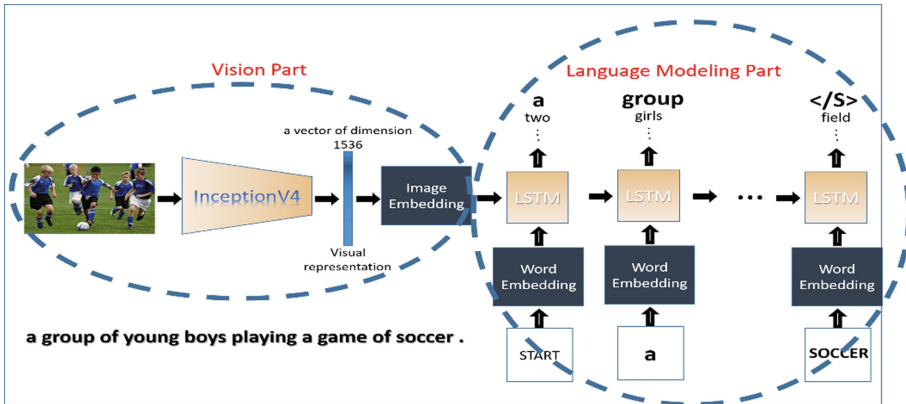 Vision Part
Language Modeling Part
a vector of dimension
1536
InceptionV4
Image
Embedding
Visual
representation
a
two
...
group
girls
...
</S>
field
...
LSTM
LSTM
...
LSTM
Word
Embedding
Word
Embedding
Word
Embedding
START
a
SOCCER
a group of young boys playing a game of soccer .